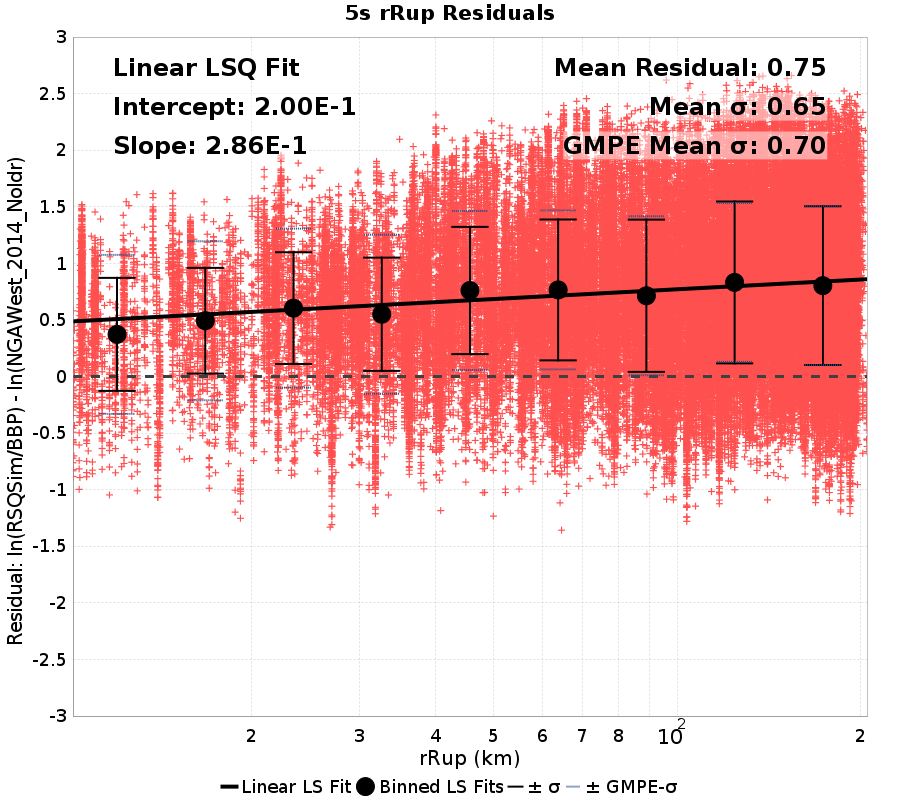 5s rRup Residuals
Linear LSQ Fit
Intercept: 2.00E-1
Slope: 2.86E-1
Mean Residual: 0.75
Mean σ: 0.65
GMPE Mean σ: 0.70
Residual: ln(RSQSim/BBP) - ln(NGAWest_2014_NoIdr)
3
2.5
2
1.5
1
0.5
0
-0.5
-1
-1.5
-2
-2.5
-3
2 3 4 5 6 7 8 10² 2
rRup (km)
Linear LS Fit Binned LS Fits ± σ ± GMPE-σ